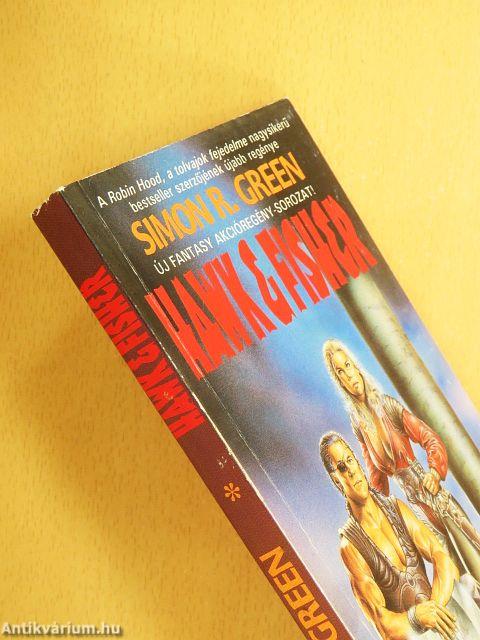 A Robin Hood, a tolvajok fejedelme nagysikerű
bestseller szerzőjének újabb regénye
SIMON R. GREEN
ÚJ FANTASY AKCIÓREGÉNY-SOROZAT!
HAWK & FISHER
HAWK & FISHER
*
GREEN
Antikvárium.hu